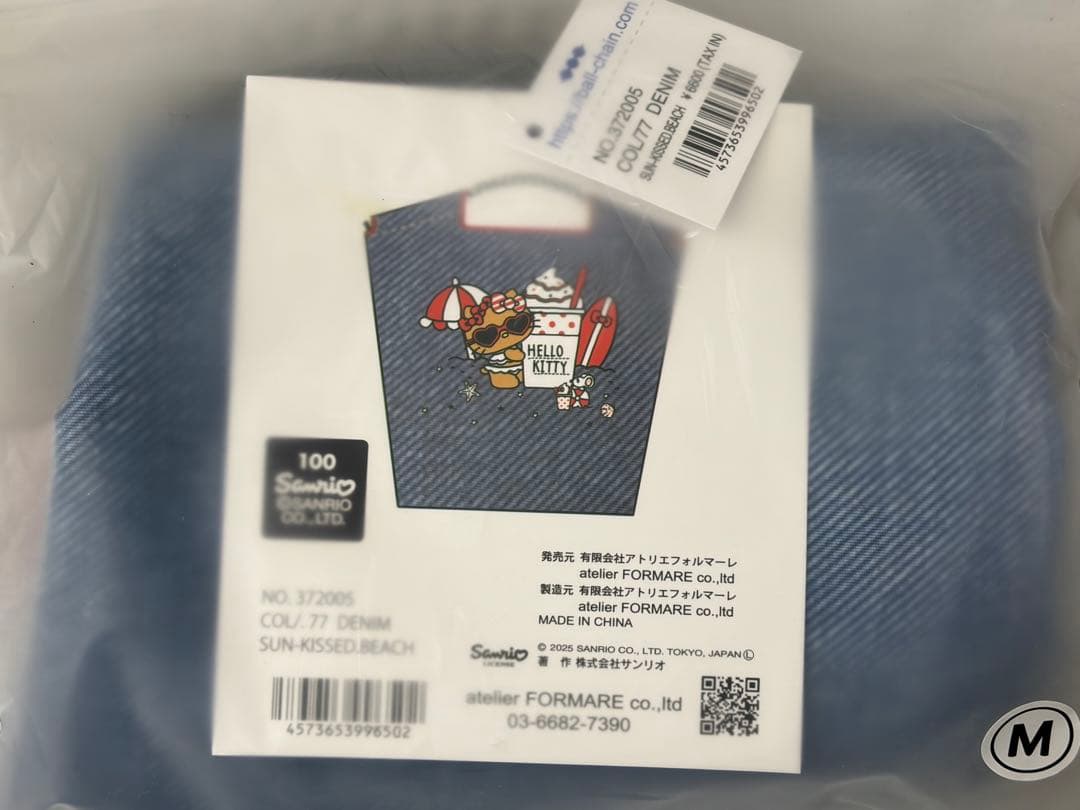 https://ball-chain.com
NO.372005
COL/77 DENIM
SUN-KISSED.BEACH ¥6600 (TAX IN)
4573653996502
HELLO
KITTY
100
Sanrio
©SANRIO
CO.,LTD.
発売元 有限会社アトリエフォルマーレ
atelier FORMARE co.,ltd
製造元 有限会社アトリエフォルマーレ
atelier FORMARE co.,ltd
MADE IN CHINA
NO. 372005
COL/. 77 DENIM
SUN-KISSED.BEACH
4573653996502
Sanrio
LICENSE
© 2025 SANRIO CO., LTD. TOKYO, JAPAN Ⓛ
著 作 株式会社サンリオ
atelier FORMARE co.,ltd
03-6682-7390
M